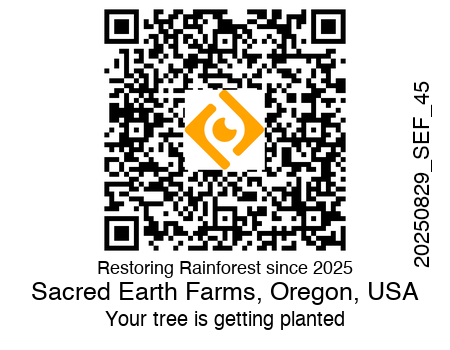 Restoring Rainforest since 2025
Sacred Earth Farms, Oregon, USA
Your tree is getting planted
20250829_SEF_45